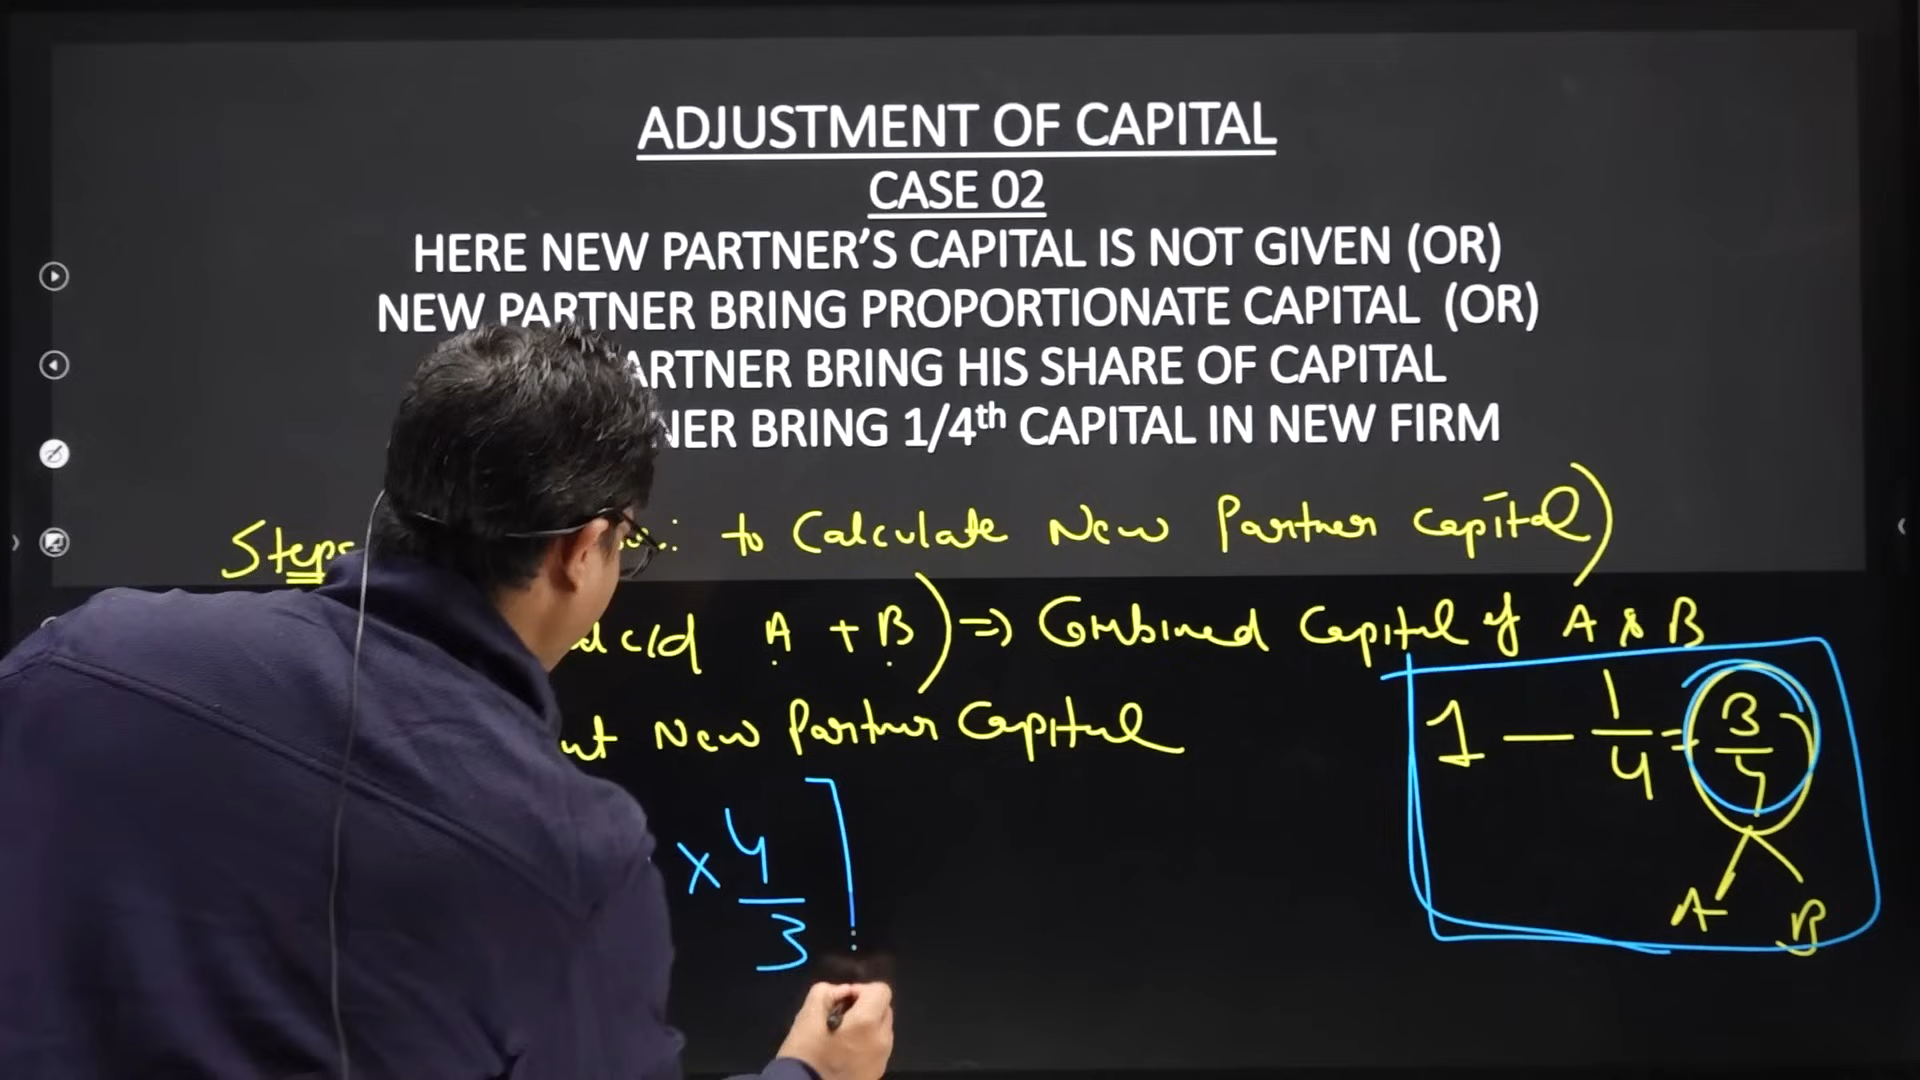 ADJUSTMENT OF CAPITAL
CASE 02
HERE NEW PARTNER’S CAPITAL IS NOT GIVEN (OR)
NEW PARTNER BRING PROPORTIONATE CAPITAL (OR)
ARTNER BRING HIS SHARE OF CAPITAL
NER BRING 1/4th CAPITAL IN NEW FIRM
Steps to Calculate New Partner Capital)
c/d A + B) => Combined Capital of A & B
New Partner Capital
1 — 1/4 = 3/4
A B
x 4/3 ]